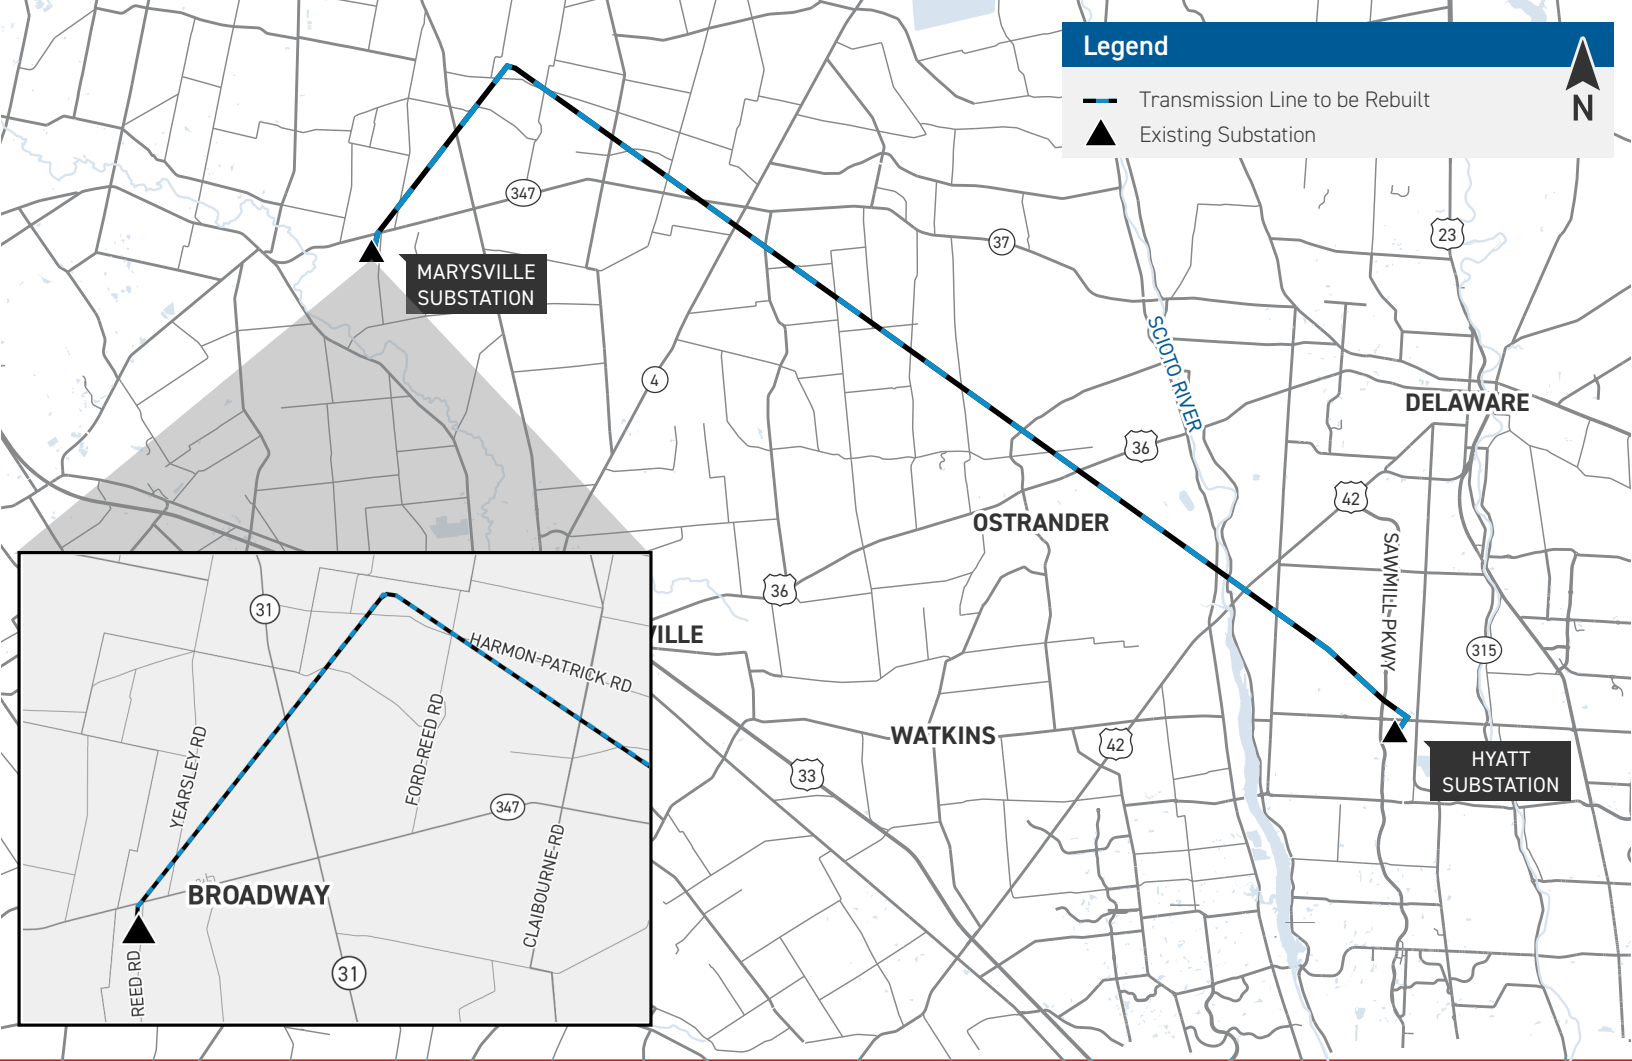 Legend
N
Transmission Line to be Rebuilt
Existing Substation
347
37
23
MARYSVILLE
SUBSTATION
SCIOTO RIVER
4
DELAWARE
36
42
OSTRANDER
SAWMILL PKWY
36
VILLE
315
WATKINS
42
33
HYATT
SUBSTATION
31
HARMON-PATRICK RD
YEARSLEY RD
FORD-REED RD
347
CLAIBOURNE-RD
347
BROADWAY
REED RD
31